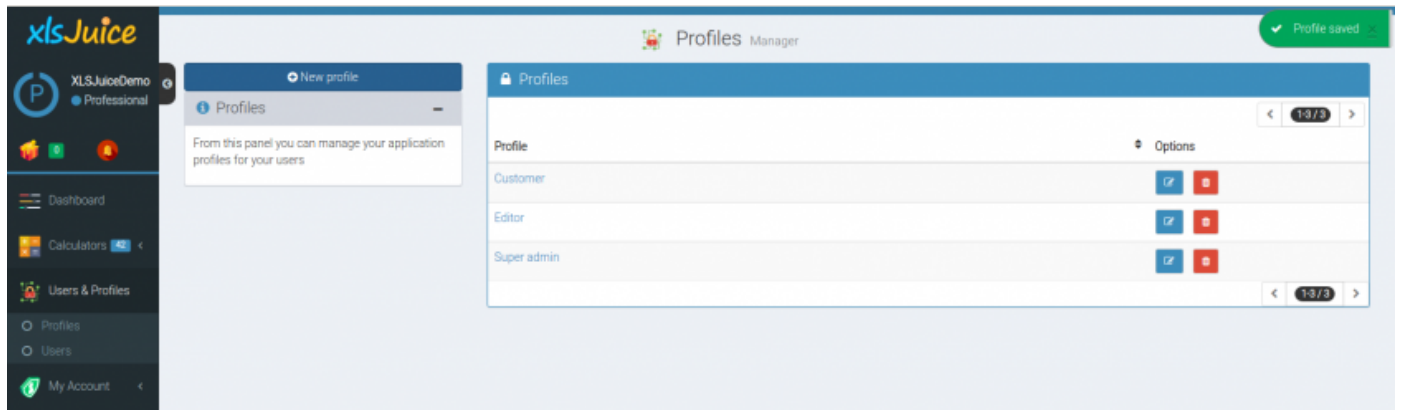 xlsJuice
XLSJuiceDemo
Professional
P
0
Dashboard
Calculators 42
Users & Profiles
Profiles
Users
My Account
Profiles Manager
Profile saved
New profile
Profiles
From this panel you can manage your application
profiles for your users
Profiles
1-3 / 3
Profile Options
Customer
Editor
Super admin
1-3 / 3